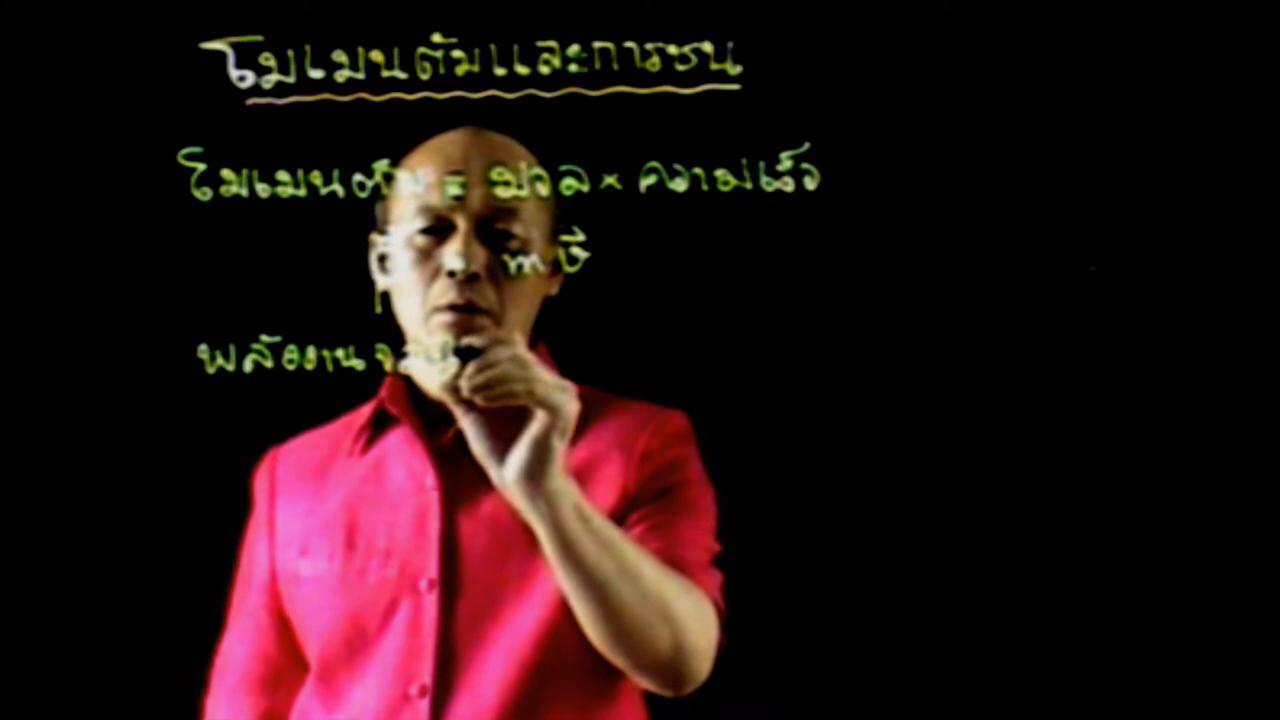 โมเมนตัมและการชน
โมเมนตัม = มวล × ความเร็ว
= mv
พลังงาน